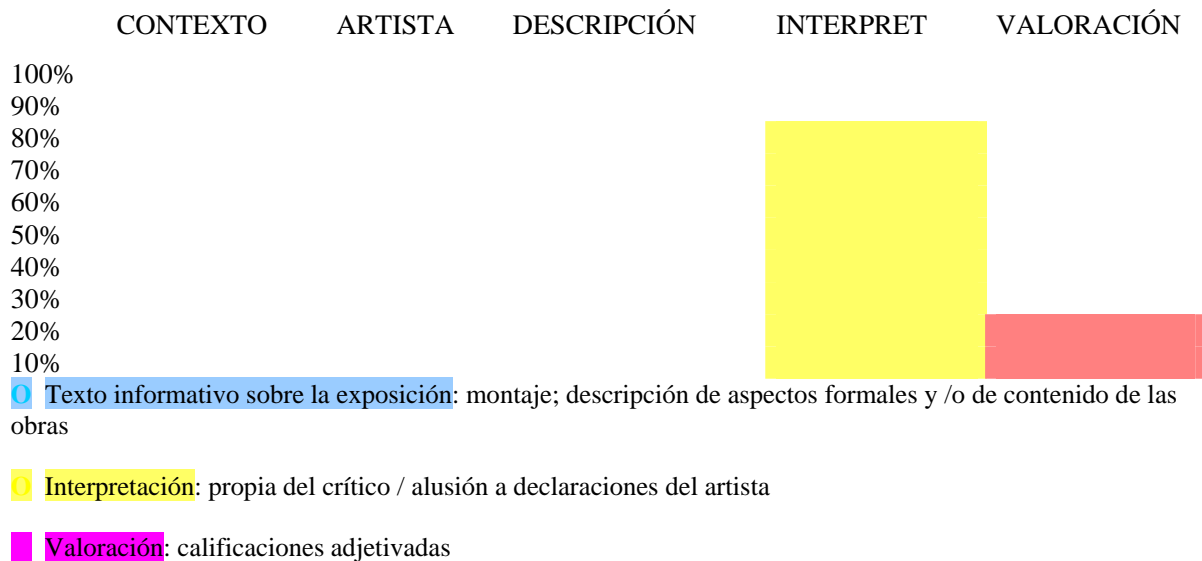 CONTEXTO ARTISTA DESCRIPCIÓN INTERPRET VALORACIÓN
100%
90%
80%
70%
60%
50%
40%
30%
20%
10%
O Texto informativo sobre la exposición: montaje; descripción de aspectos formales y /o de contenido de las
obras
O Interpretación: propia del crítico / alusión a declaraciones del artista
Valoración: calificaciones adjetivadas